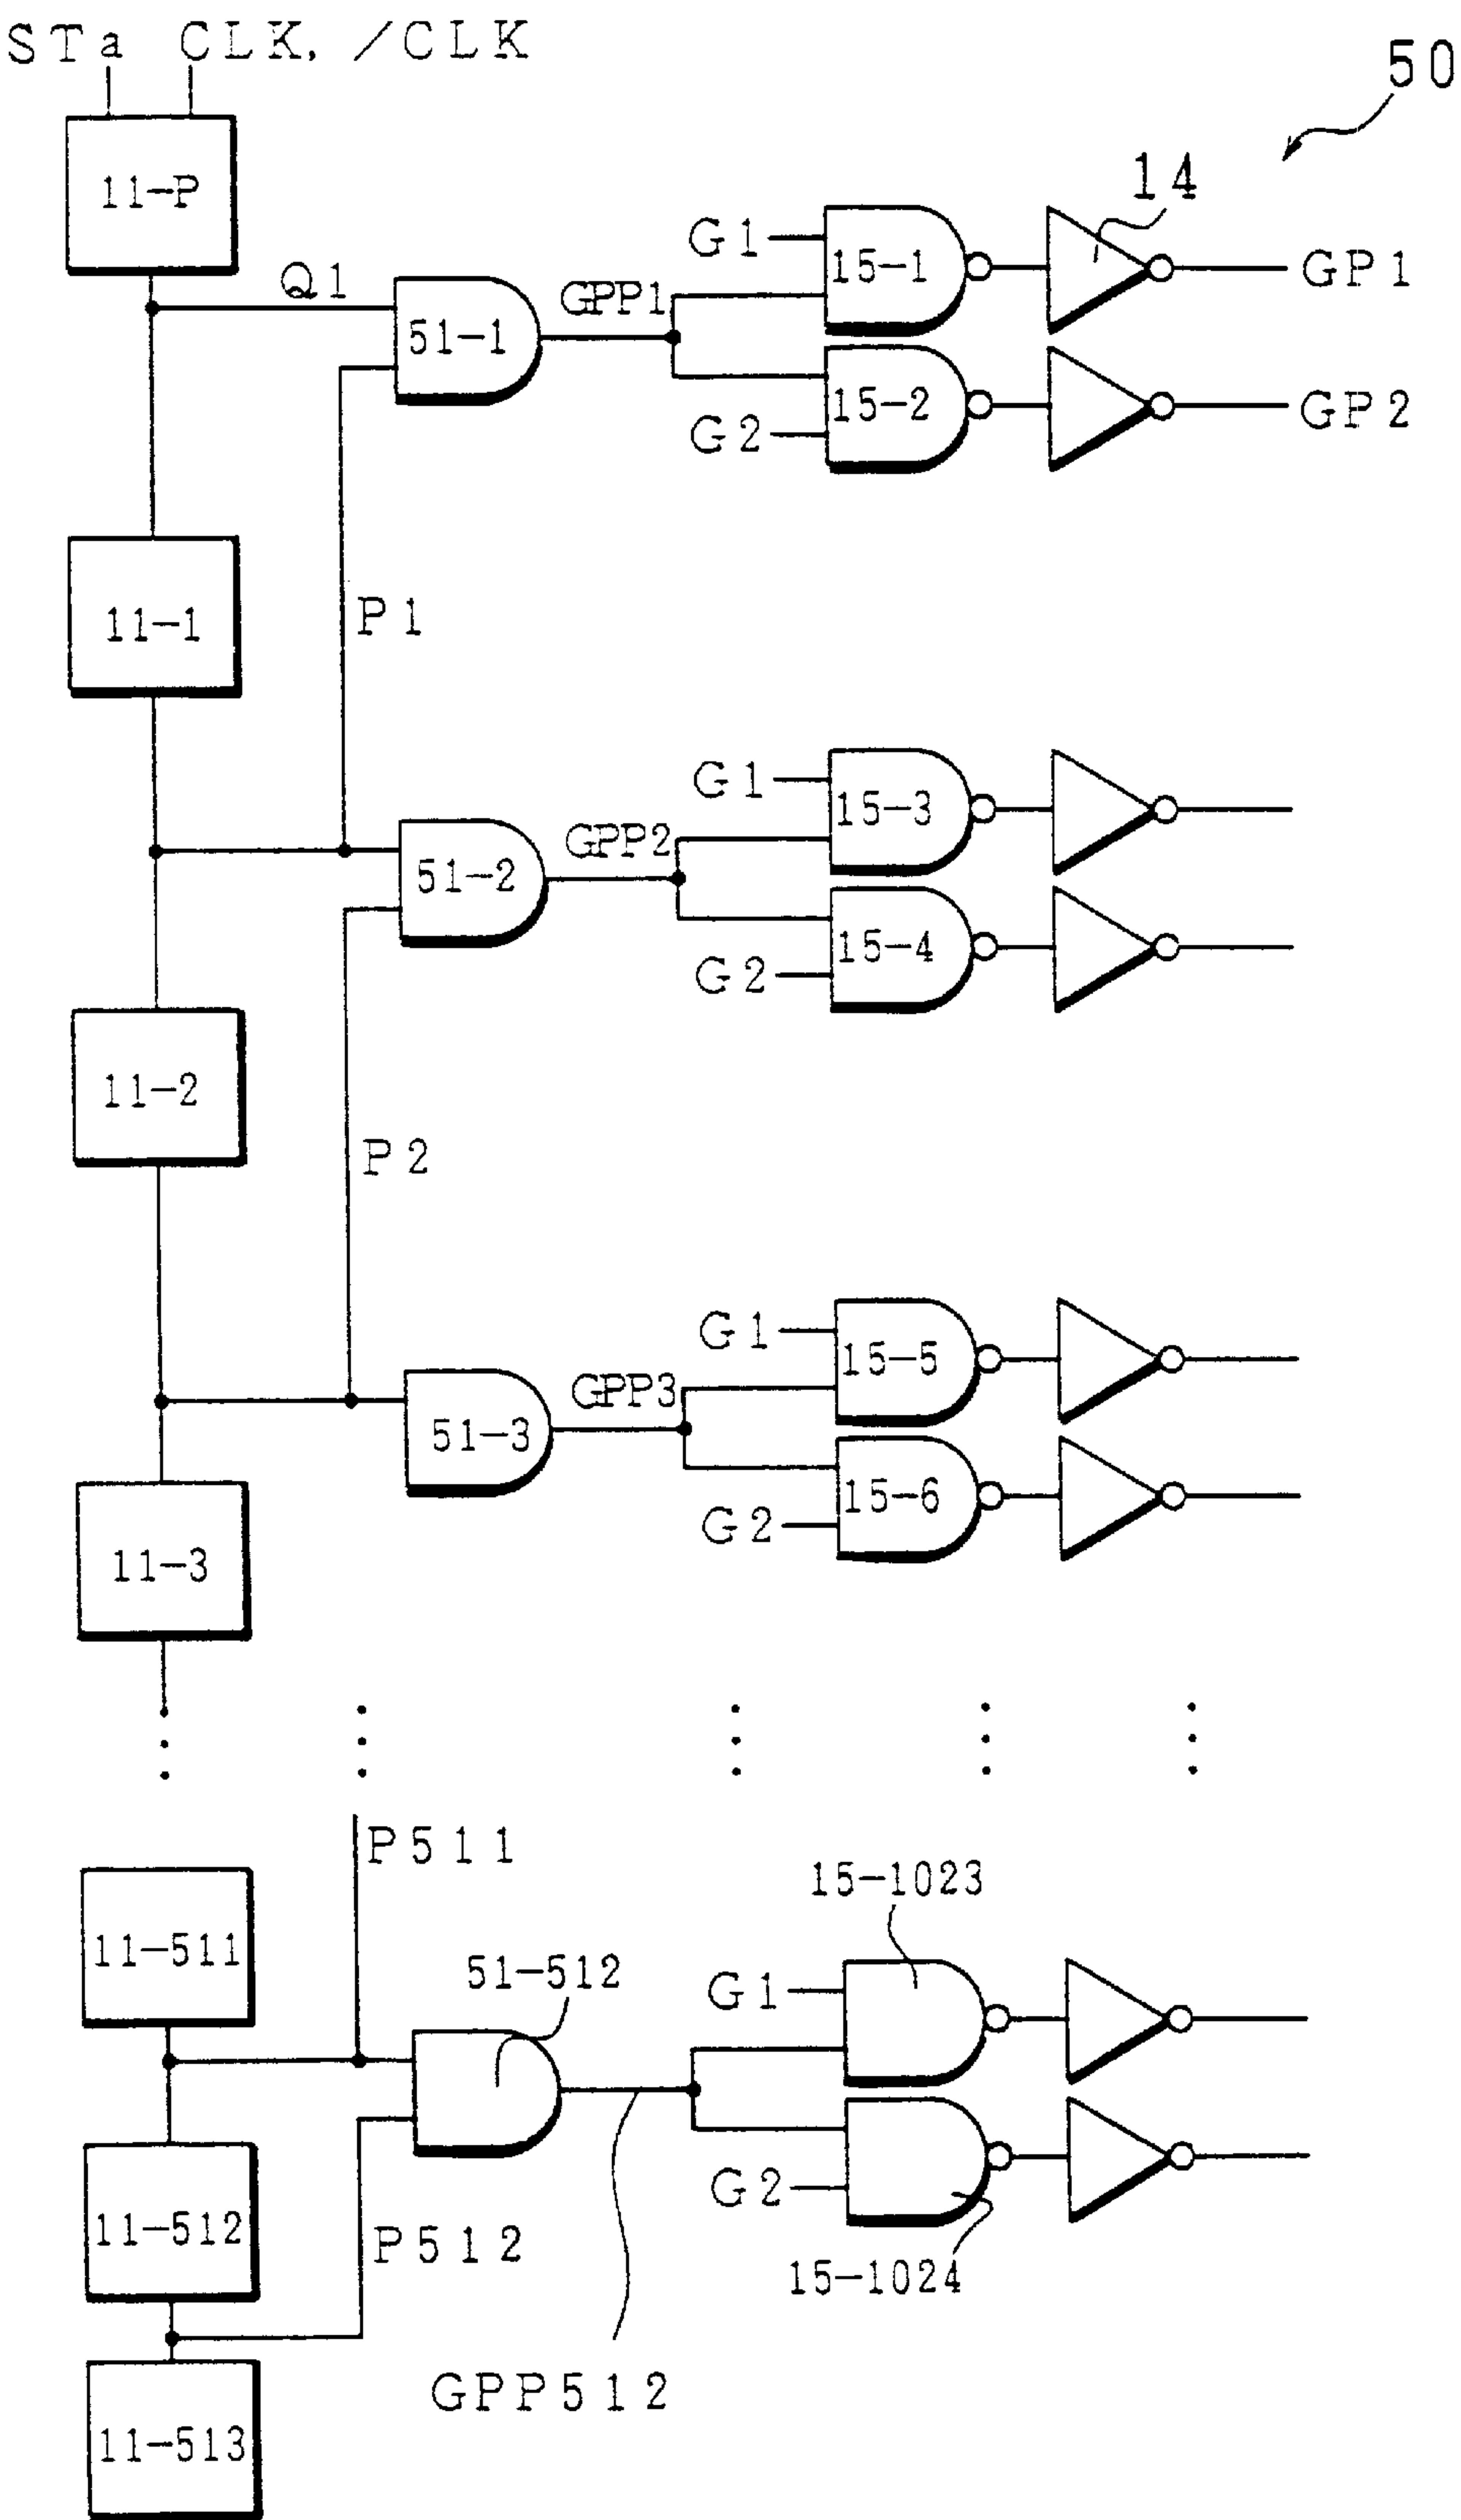 STa CLK, /CLK
50
11-P
14
G1
15-1
GP1
Q1
GPP1
51-1
15-2
GP2
G2
11-1
P1
G1
15-3
GPP2
51-2
15-4
G2
11-2
P2
G1
15-5
GPP3
51-3
15-6
G2
11-3
P511
15-1023
11-511
51-512
G1
G2
11-512
P512
15-1024
GPP512
11-513